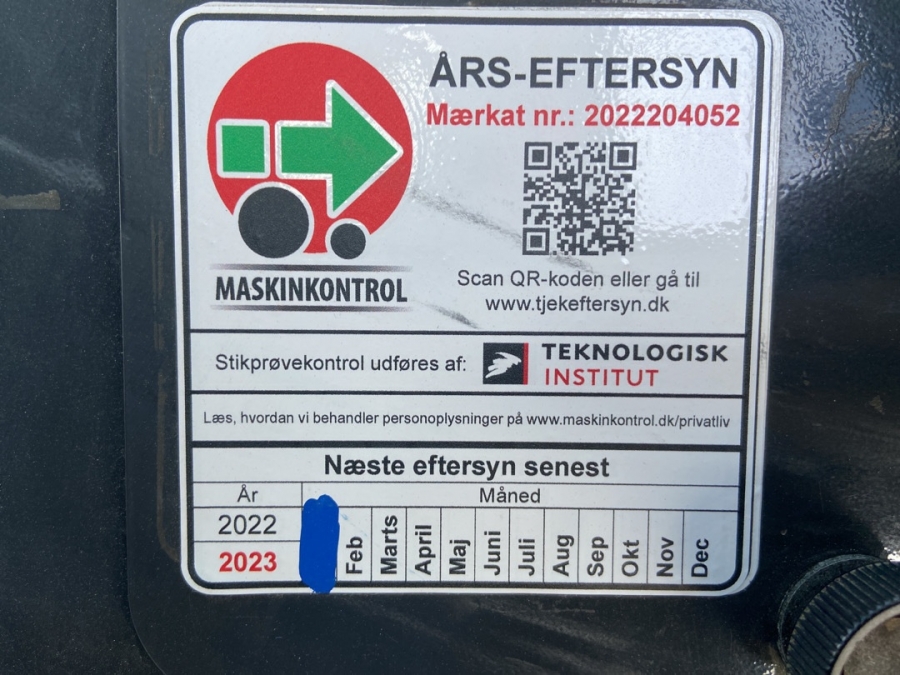 ÅRS-EFTERSYN
Mærkat nr.: 2022204052
MASKINKONTROL
Scan QR-koden eller gå til
www.tjekeftersyn.dk
Stikprøvekontrol udføres af:
TEKNOLOGISK
INSTITUT
Læs, hvordan vi behandler personoplysninger på www.maskinkontrol.dk/privatliv
Næste eftersyn senest
År Måned
2022
2023
Feb Marts April Maj Juni Juli Aug Sep Okt Nov Dec